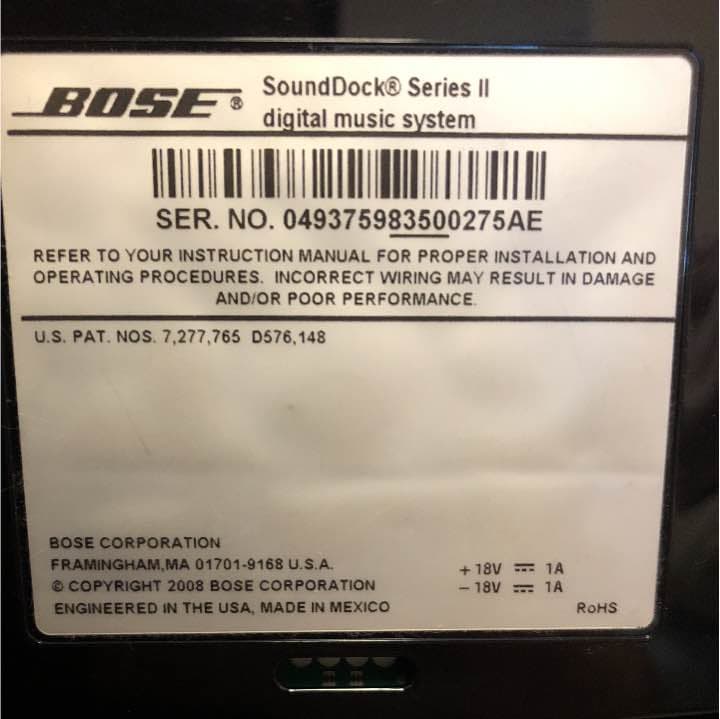 BOSE® SoundDock® Series II
digital music system
SER. NO. 049375983500275AE
REFER TO YOUR INSTRUCTION MANUAL FOR PROPER INSTALLATION AND
OPERATING PROCEDURES. INCORRECT WIRING MAY RESULT IN DAMAGE
AND/OR POOR PERFORMANCE.
U.S. PAT. NOS. 7,277,765 D576,148
BOSE CORPORATION
FRAMINGHAM,MA 01701-9168 U.S.A.
© COPYRIGHT 2008 BOSE CORPORATION
ENGINEERED IN THE USA, MADE IN MEXICO
+ 18V ⎓ 1A
− 18V ⎓ 1A
RoHS